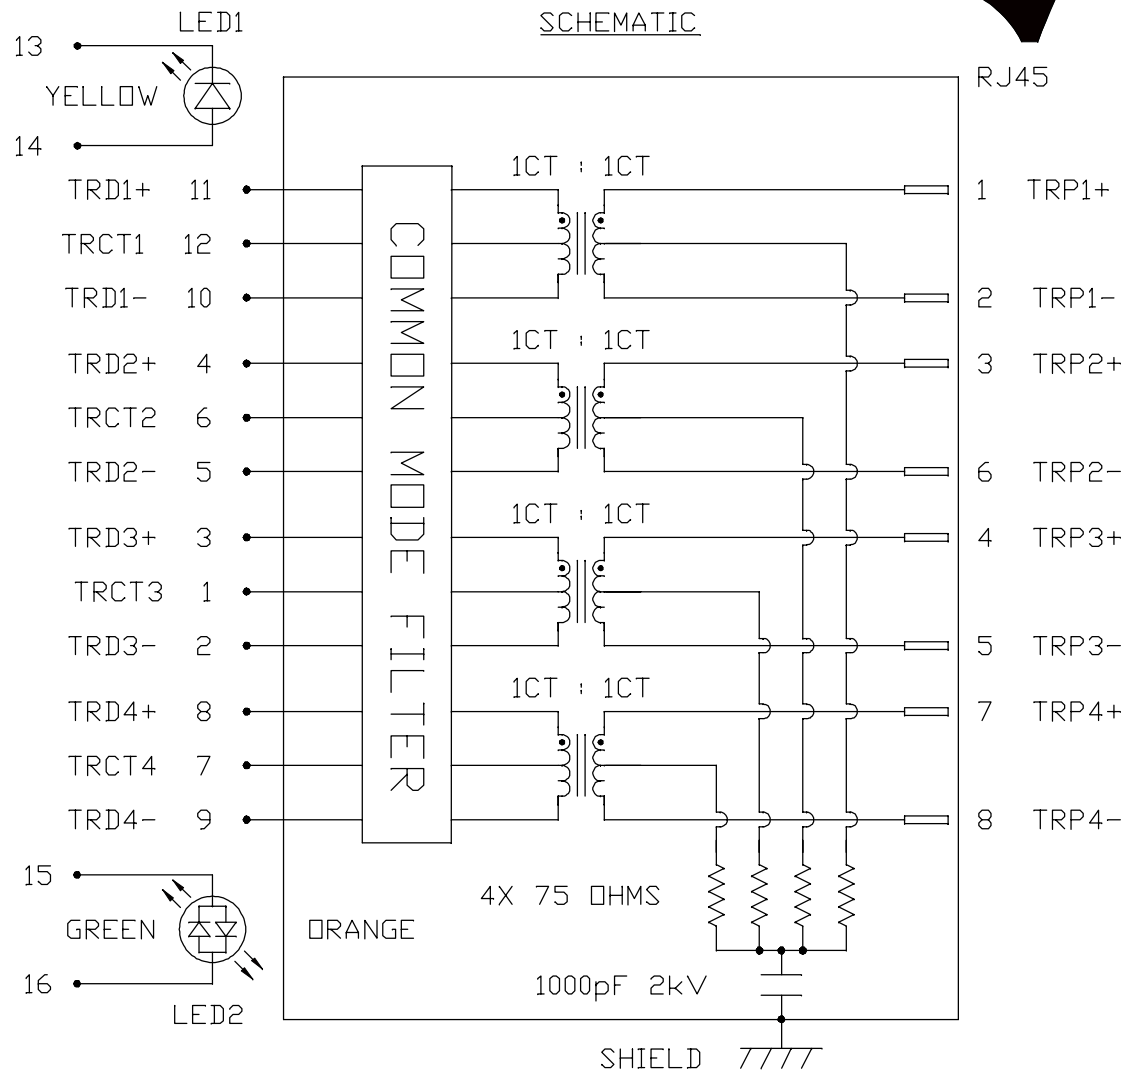 SCHEMATIC
LED1
13
YELLOW
14
RJ45
1CT : 1CT
TRD1+ 11 1 TRP1+
TRCT1 12
TRD1- 10 2 TRP1-
1CT : 1CT
TRD2+ 4 3 TRP2+
TRCT2 6
TRD2- 5 6 TRP2-
1CT : 1CT
TRD3+ 3 4 TRP3+
TRCT3 1
TRD3- 2 5 TRP3-
1CT : 1CT
TRD4+ 8 7 TRP4+
TRCT4 7
TRD4- 9 8 TRP4-
COMMON MODE FILTER
15
GREEN ORANGE
16
LED2
4X 75 OHMS
1000pF 2kV
SHIELD